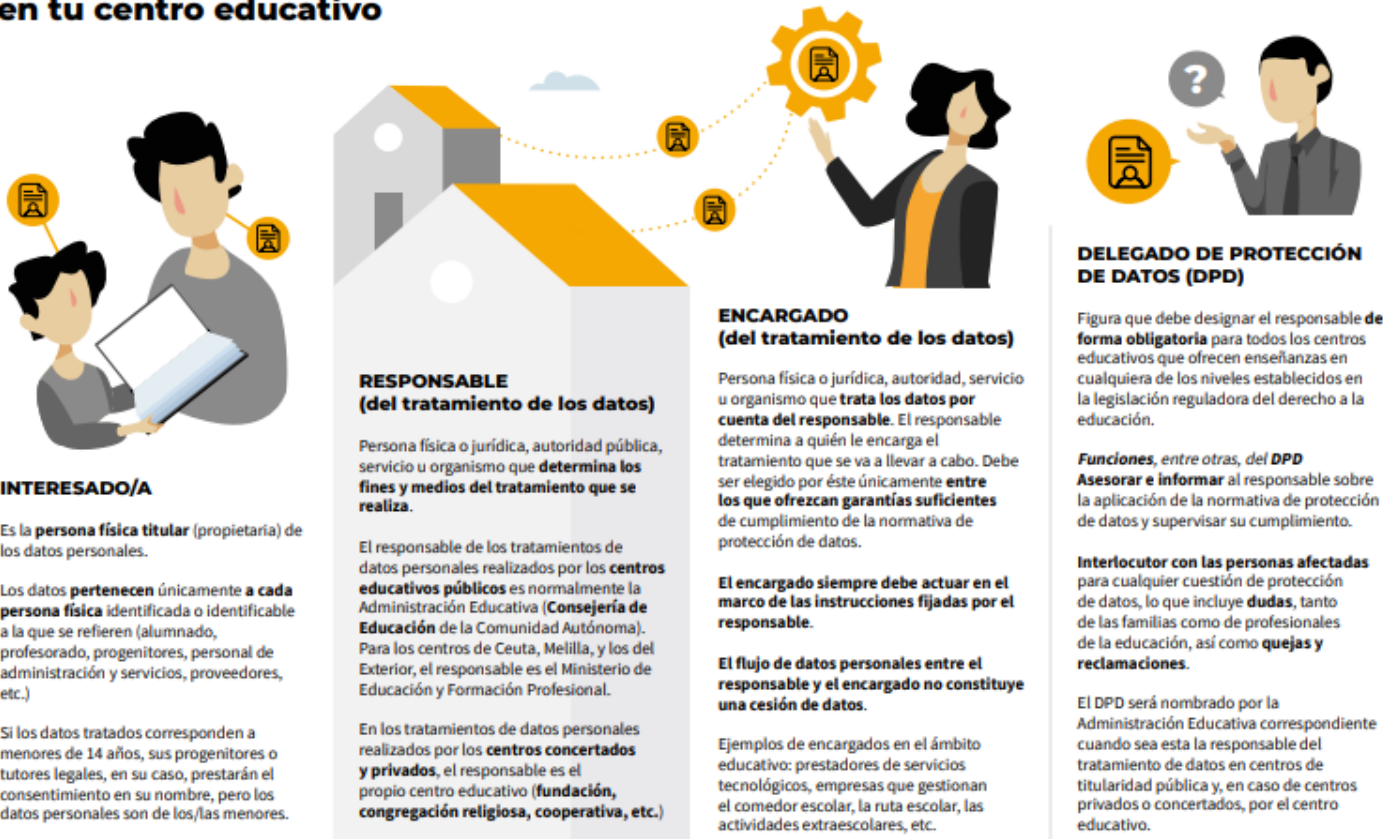 en tu centro educativo
?
INTERESADO/A
Es la persona física titular (propietaria) de
los datos personales.
Los datos pertenecen únicamente a cada
persona física identificada o identificable
a la que se refieren (alumnado,
profesorado, progenitores, personal de
administración y servicios, proveedores,
etc.)
Si los datos tratados corresponden a
menores de 14 años, sus progenitores o
tutores legales, en su caso, prestarán el
consentimiento en su nombre, pero los
datos personales son de los/las menores.
RESPONSABLE
(del tratamiento de los datos)
Persona física o jurídica, autoridad pública,
servicio u organismo que determina los
fines y medios del tratamiento que se
realiza.
El responsable de los tratamientos de
datos personales realizados por los centros
educativos públicos es normalmente la
Administración Educativa (Consejería de
Educación de la Comunidad Autónoma).
Para los centros de Ceuta, Melilla, y los del
Exterior, el responsable es el Ministerio de
Educación y Formación Profesional.
En los tratamientos de datos personales
realizados por los centros concertados
y privados, el responsable es el
propio centro educativo (fundación,
congregación religiosa, cooperativa, etc.)
ENCARGADO
(del tratamiento de los datos)
Persona física o jurídica, autoridad, servicio
u organismo que trata los datos por
cuenta del responsable. El responsable
determina a quién le encarga el
tratamiento que se va a llevar a cabo. Debe
ser elegido por éste únicamente entre
los que ofrezcan garantías suficientes
de cumplimiento de la normativa de
protección de datos.
El encargado siempre debe actuar en el
marco de las instrucciones fijadas por el
responsable.
El flujo de datos personales entre el
responsable y el encargado no constituye
una cesión de datos.
Ejemplos de encargados en el ámbito
educativo: prestadores de servicios
tecnológicos, empresas que gestionan
el comedor escolar, la ruta escolar, las
actividades extraescolares, etc.
DELEGADO DE PROTECCIÓN
DE DATOS (DPD)
Figura que debe designar el responsable de
forma obligatoria para todos los centros
educativos que ofrecen enseñanzas en
cualquiera de los niveles establecidos en
la legislación reguladora del derecho a la
educación.
Funciones, entre otras, del DPD
Asesorar e informar al responsable sobre
la aplicación de la normativa de protección
de datos y supervisar su cumplimiento.
Interlocutor con las personas afectadas
para cualquier cuestión de protección
de datos, lo que incluye dudas, tanto
de las familias como de profesionales
de la educación, así como quejas y
reclamaciones.
El DPD será nombrado por la
Administración Educativa correspondiente
cuando sea esta la responsable del
tratamiento de datos en centros de
titularidad pública y, en caso de centros
privados o concertados, por el centro
educativo.